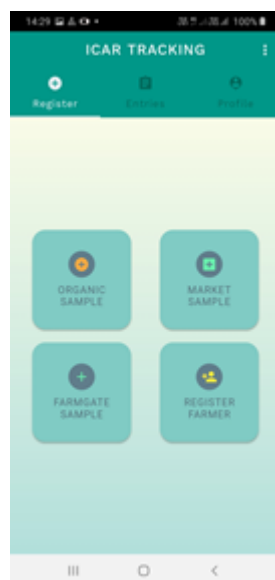 14:29
100%
ICAR TRACKING
Register
Entries
Profile
ORGANIC
SAMPLE
MARKET
SAMPLE
FARMGATE
SAMPLE
REGISTER
FARMER